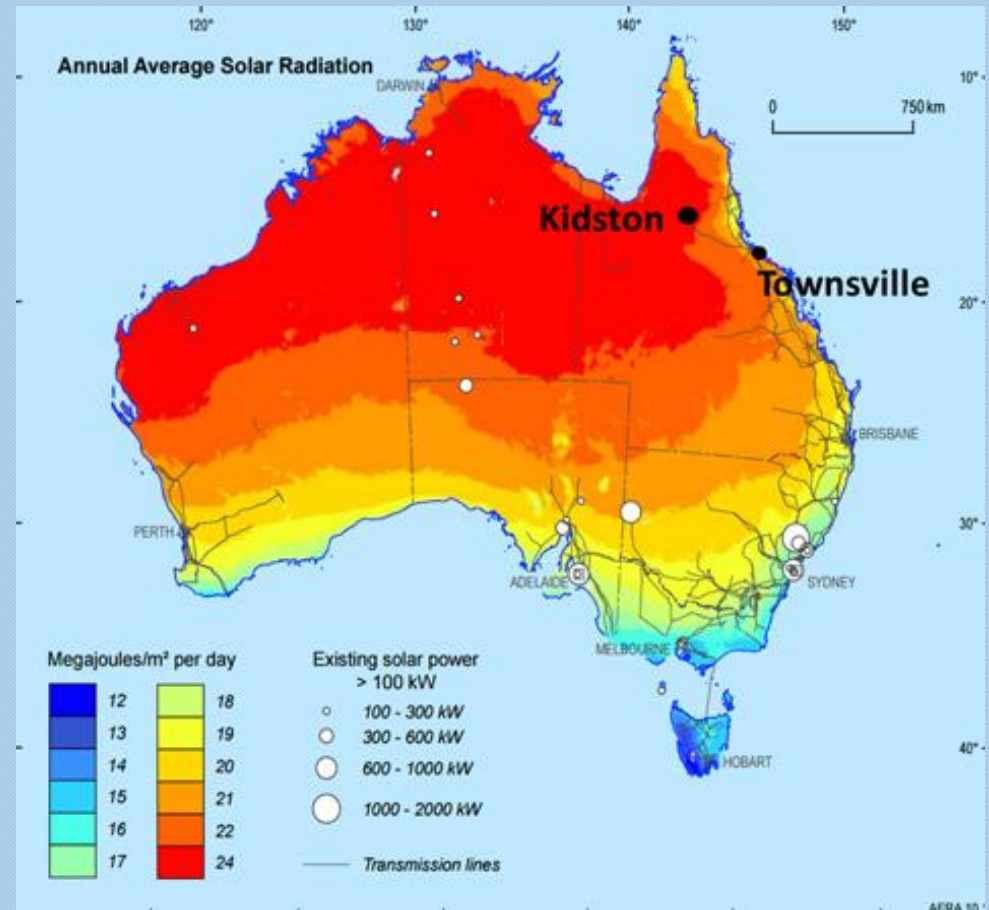 120°
130°
140°
150°
Annual Average Solar Radiation
DARWIN
10°
0 750 km
Kidston
Townsville
20°
BRISBANE
PERTH
30°
ADELAIDE
SYDNEY
MELBOURNE
HOBART
40°
Megajoules/m² per day
12
13
14
15
16
17
18
19
20
21
22
24
Existing solar power
> 100 kW
100 - 300 kW
300 - 600 kW
600 - 1000 kW
1000 - 2000 kW
Transmission lines